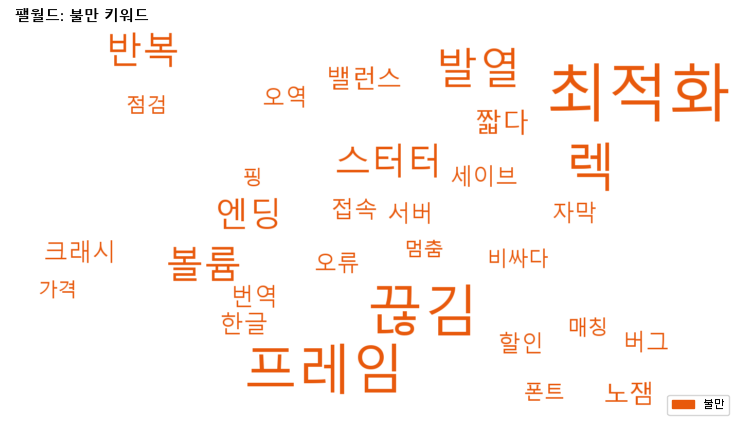 팰월드: 불만 키워드
반복
발열
최적화
밸런스
오역
점검
짧다
스터터
렉
핑
세이브
엔딩
접속
서버
자막
크래시
볼륨
오류
멈춤
비싸다
가격
번역
한글
끊김
할인
매칭
버그
프레임
폰트
노잼
불만